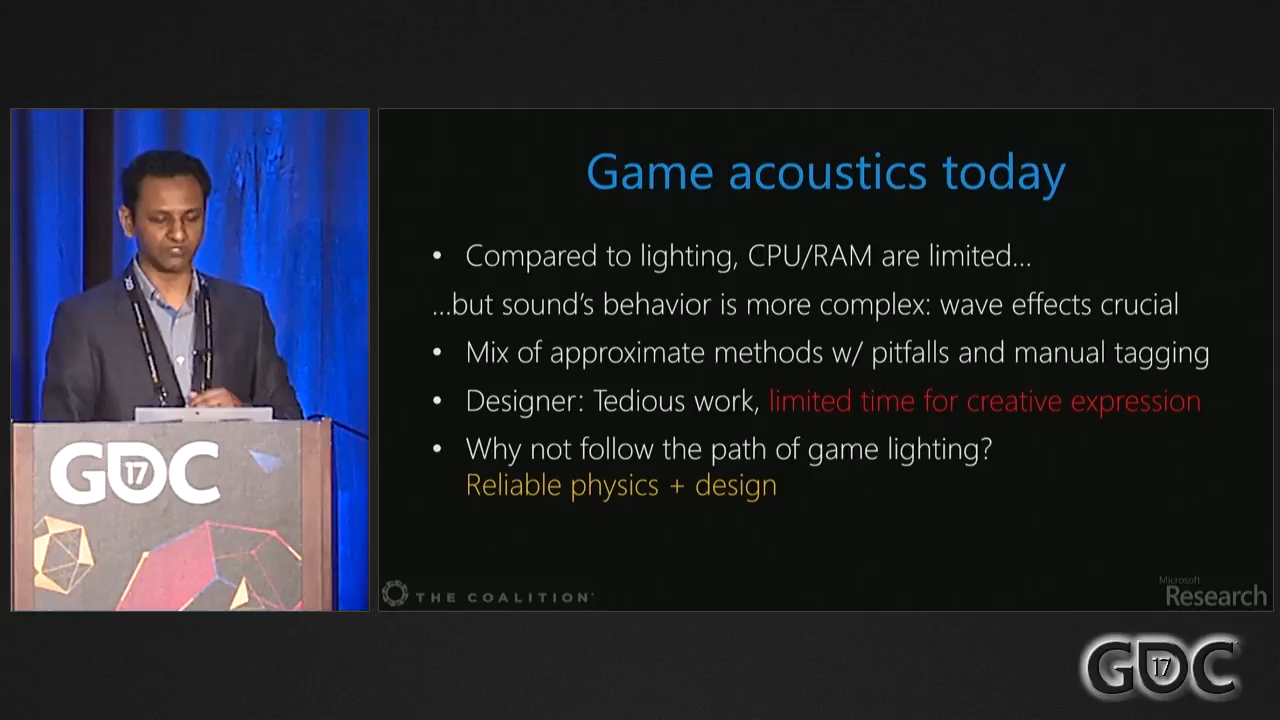 Game acoustics today
• Compared to lighting, CPU/RAM are limited…
…but sound's behavior is more complex: wave effects crucial
• Mix of approximate methods w/ pitfalls and manual tagging
• Designer: Tedious work, limited time for creative expression
• Why not follow the path of game lighting?
Reliable physics + design
GDC 17
THE COALITION
Microsoft
Research
GDC 17